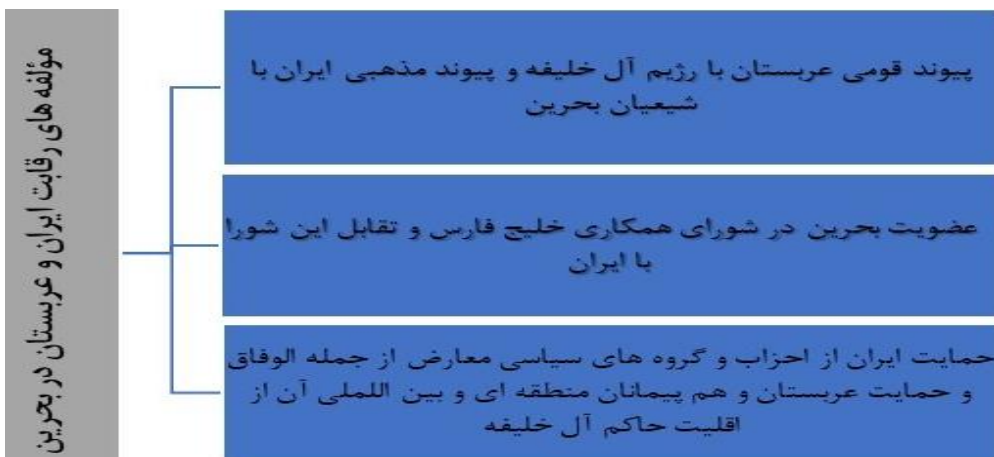 مؤلفه های رقابت ایران و عربستان در بحرین
پیوند قومی عربستان با رژیم آل خلیفه و پیوند مذهبی ایران با
شیعیان بحرین
عضویت بحرین در شورای همکاری خلیج فارس و تقابل این شورا
با ایران
حمایت ایران از احزاب و گروه های سیاسی معارض از جمله الوفاق
و حمایت عربستان و هم پیمانان منطقه ای و بین اللملی آن از
اقلیت حاکم آل خلیفه